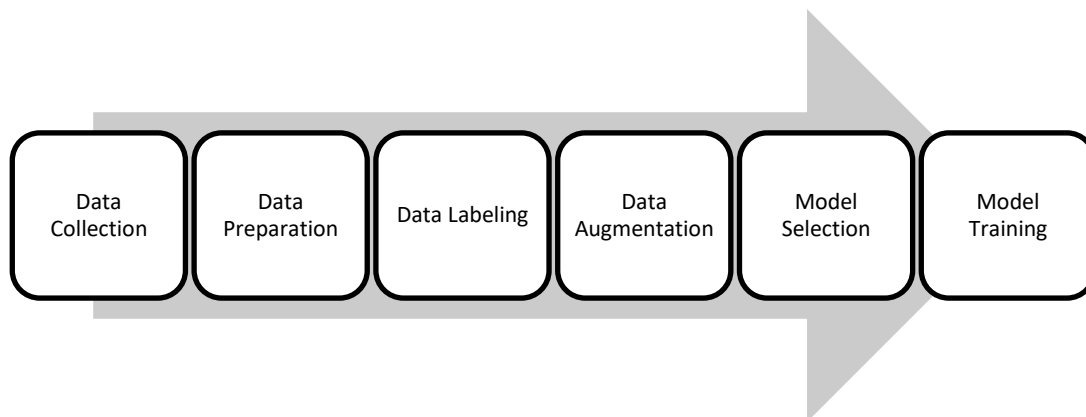 Data
Collection
Data
Preparation
Data Labeling
Data
Augmentation
Model
Selection
Model
Training